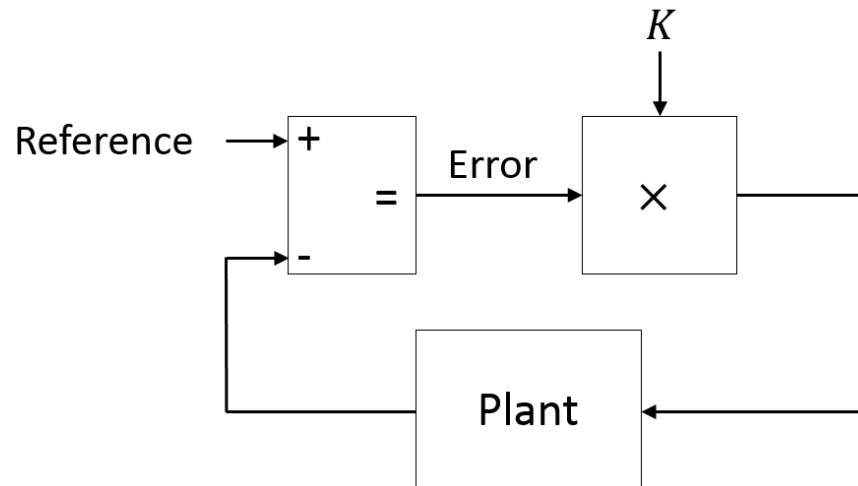 K
Reference
+
Error
=
×
-
Plant